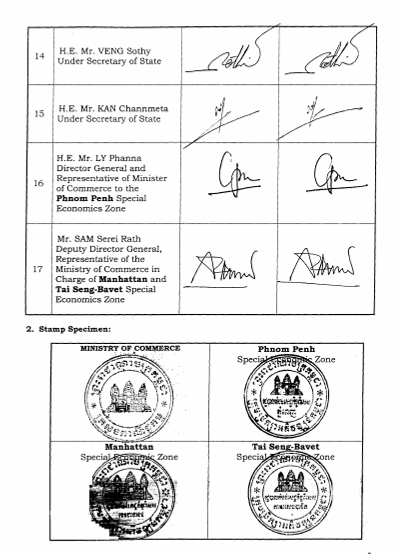 14
H.E. Mr. VENG Sothy
Under Secretary of State
15
H.E. Mr. KAN Channmeta
Under Secretary of State
16
H.E. Mr. LY Phanna
Director General and
Representative of Minister
of Commerce to the
Phnom Penh Special
Economics Zone
17
Mr. SAM Serei Rath
Deputy Director General,
Representative of the
Ministry of Commerce in
Charge of Manhattan and
Tai Seng-Bavet Special
Economics Zone
2. Stamp Specimen:
MINISTRY OF COMMERCE
Phnom Penh
Special Economic Zone
Manhattan
Special Economic Zone
Tai Seng-Bavet
Special Economic Zone